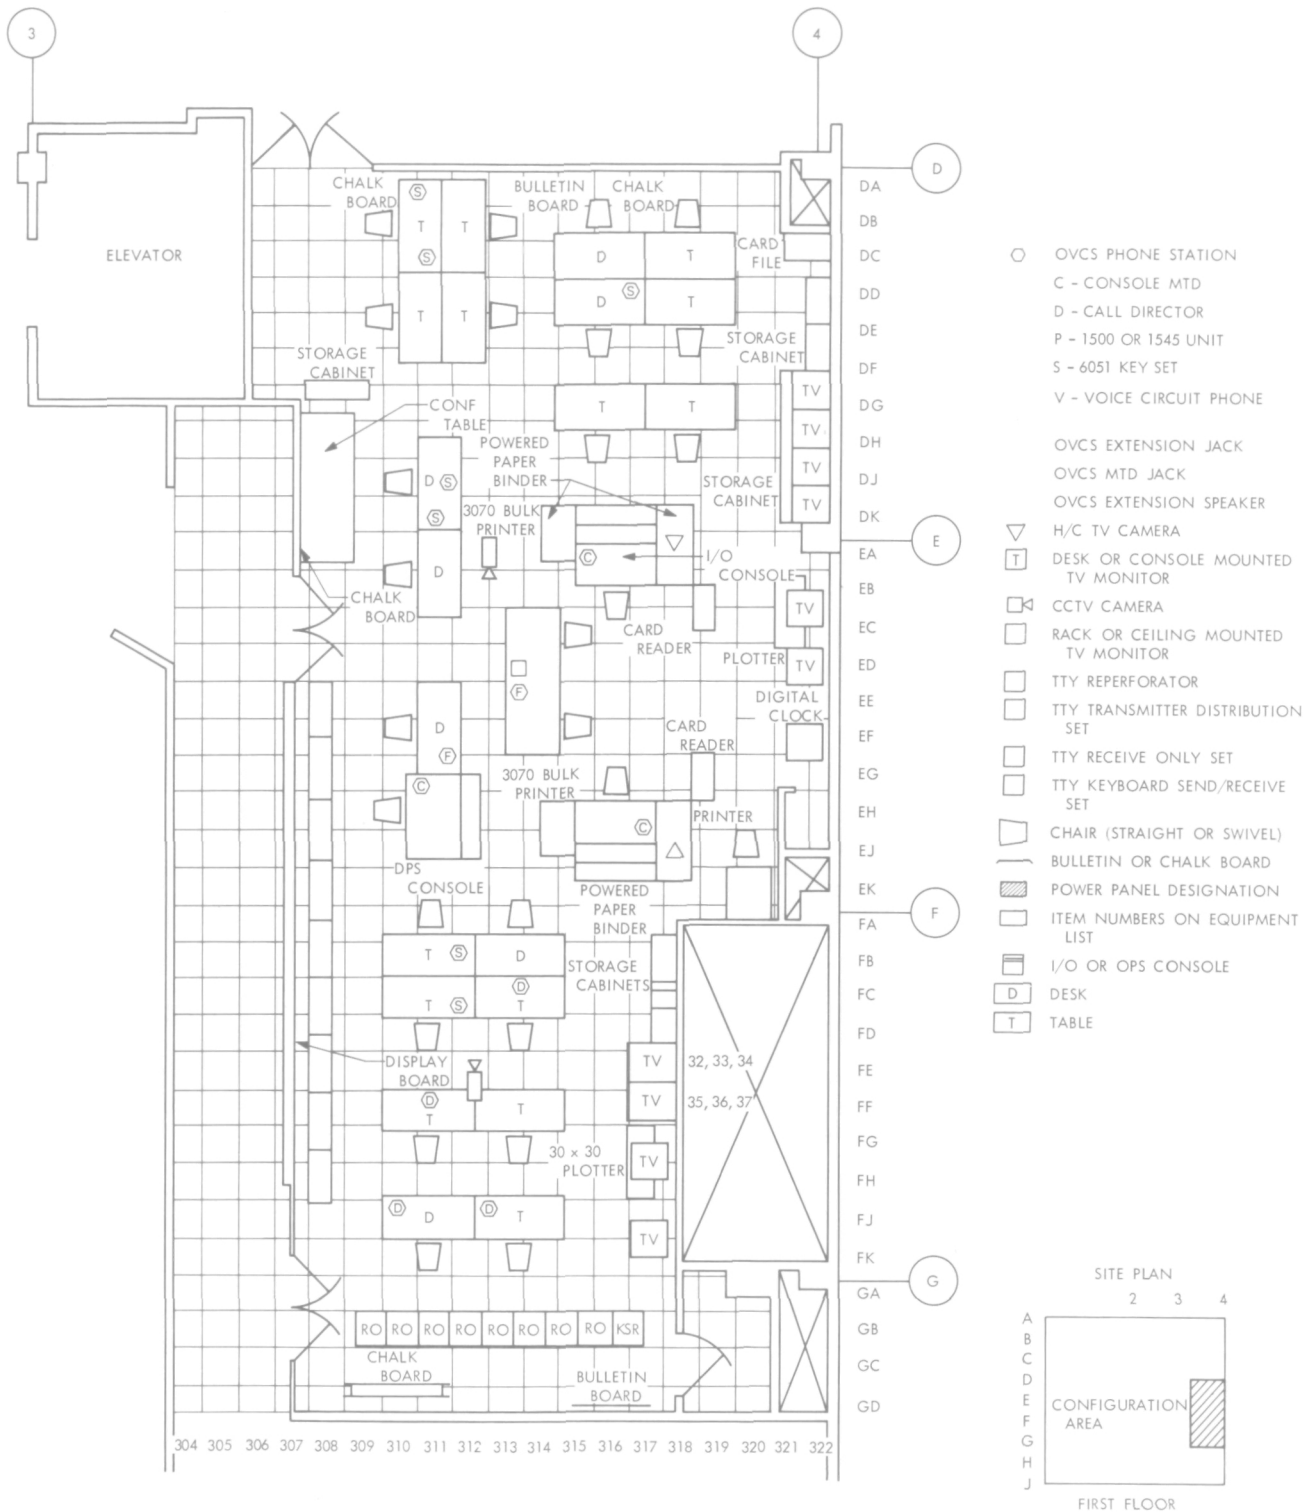 3
4
D
CHALK
BOARD
BULLETIN
BOARD
CHALK
BOARD
ELEVATOR
S
T
T
S
T
T
D
T
D
S
T
CARD
FILE
DA
DB
DC
DD
DE
DF
DG
DH
DJ
DK
STORAGE
CABINET
STORAGE
CABINET
CONF
TABLE
T
T
TV
TV
TV
TV
POWERED
PAPER
BINDER
STORAGE
CABINET
D
S
S
D
3070 BULK
PRINTER
C
I/O
CONSOLE
E
EA
EB
EC
ED
EE
EF
EG
EH
EJ
EK
CHALK
BOARD
CARD
READER
TV
PLOTTER
TV
DIGITAL
CLOCK
F
D
F
CARD
READER
3070 BULK
PRINTER
C
C
PRINTER
DPS
CONSOLE
POWERED
PAPER
BINDER
F
FA
FB
FC
FD
FE
FF
FG
FH
FJ
FK
T
S
D
T
S
D
T
STORAGE
CABINETS
DISPLAY
BOARD
TV
32, 33, 34
TV
35, 36, 37
D
T
T
30 x 30
PLOTTER
TV
D
D
D
T
TV
G
GA
GB
GC
GD
RO
RO
RO
RO
RO
RO
RO
RO
KSR
CHALK
BOARD
BULLETIN
BOARD
304 305 306 307 308 309 310 311 312 313 314 315 316 317 318 319 320 321 322
OVCS PHONE STATION
C - CONSOLE MTD
D - CALL DIRECTOR
P - 1500 OR 1545 UNIT
S - 6051 KEY SET
V - VOICE CIRCUIT PHONE
OVCS EXTENSION JACK
OVCS MTD JACK
OVCS EXTENSION SPEAKER
H/C TV CAMERA
T DESK OR CONSOLE MOUNTED
TV MONITOR
CCTV CAMERA
RACK OR CEILING MOUNTED
TV MONITOR
TTY REPERFORATOR
TTY TRANSMITTER DISTRIBUTION
SET
TTY RECEIVE ONLY SET
TTY KEYBOARD SEND/RECEIVE
SET
CHAIR (STRAIGHT OR SWIVEL)
BULLETIN OR CHALK BOARD
POWER PANEL DESIGNATION
ITEM NUMBERS ON EQUIPMENT
LIST
I/O OR OPS CONSOLE
D DESK
T TABLE
SITE PLAN
2 3 4
A
B
C
D
E
F
G
H
J
CONFIGURATION
AREA
FIRST FLOOR